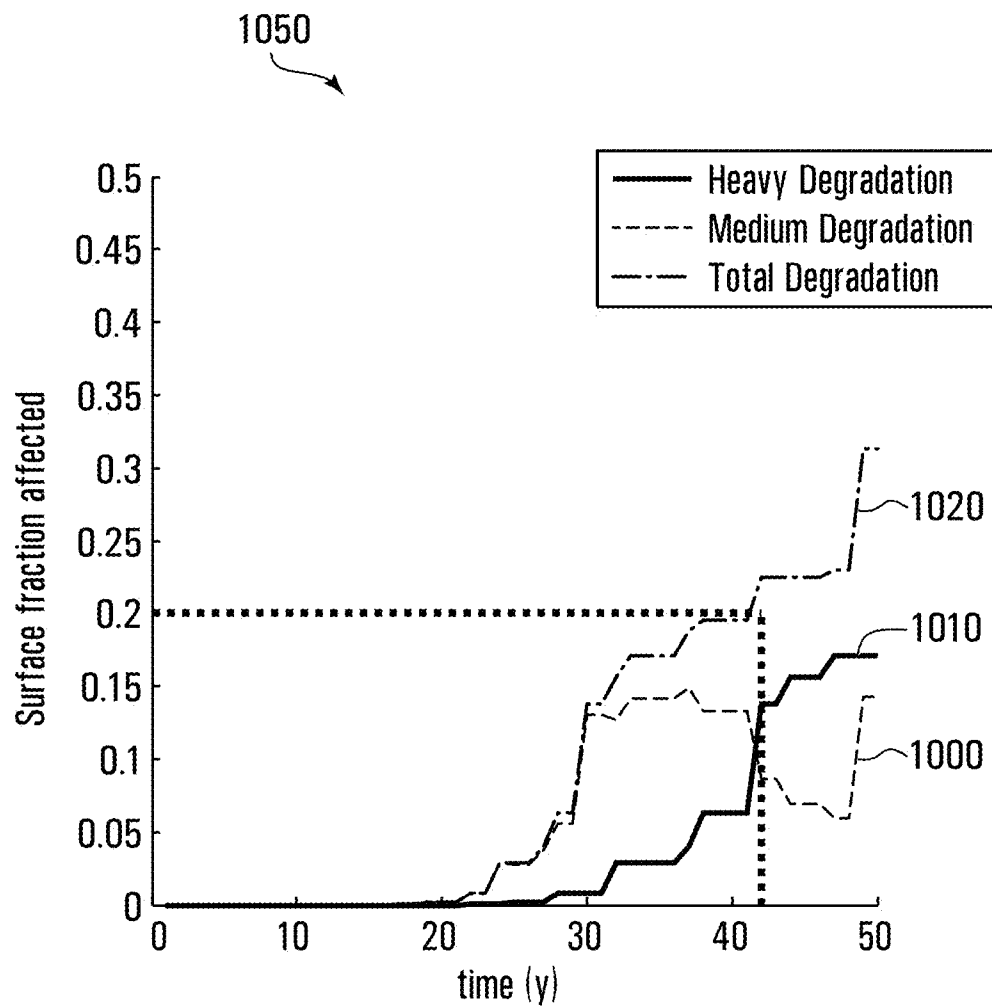 1050
Heavy Degradation
Medium Degradation
Total Degradation
Surface fraction affected
0.5
0.45
0.4
0.35
0.3
0.25
0.2
0.15
0.1
0.05
0
1020
1010
1000
0 10 20 30 40 50
time (y)